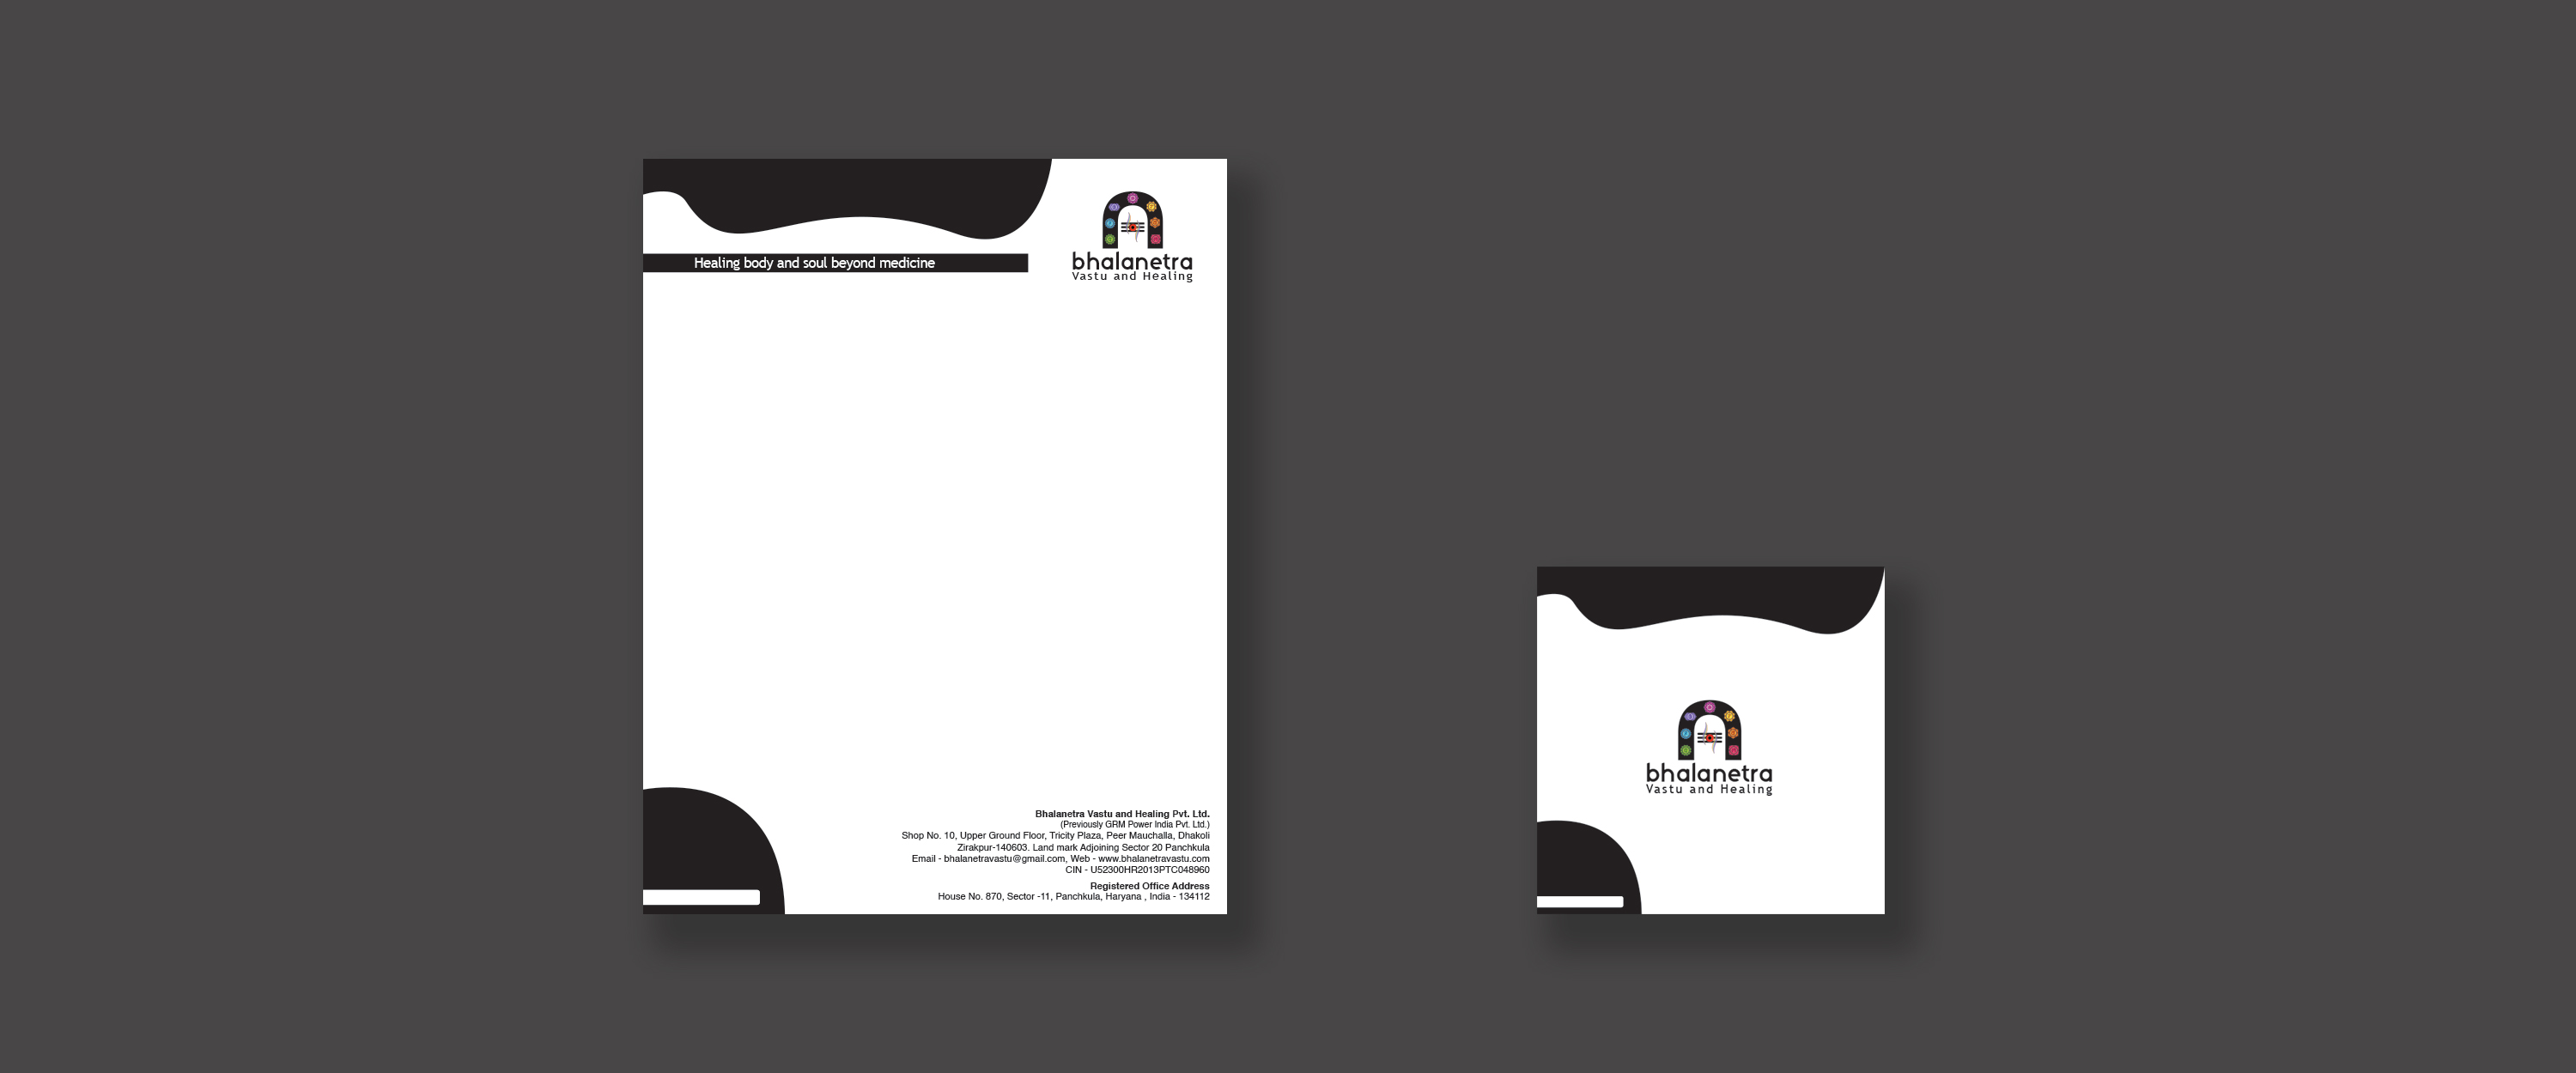 Healing body and soul beyond medicine
bhalanetra
Vastu and Healing
Bhalanetra Vastu and Healing Pvt. Ltd.
(Previously GRM Power India Pvt. Ltd.)
Shop No. 10, Upper Ground Floor, Tricity Plaza, Peer Mauchalla, Dhakoli
Zirakpur-140603. Land mark Adjoining Sector 20 Panchkula
Email - bhalanetravastu@gmail.com, Web - www.bhalanetravastu.com
CIN - U52300HR2013PTC048960
Registered Office Address
House No. 870, Sector -11, Panchkula, Haryana , India - 134112
bhalanetra
Vastu and Healing